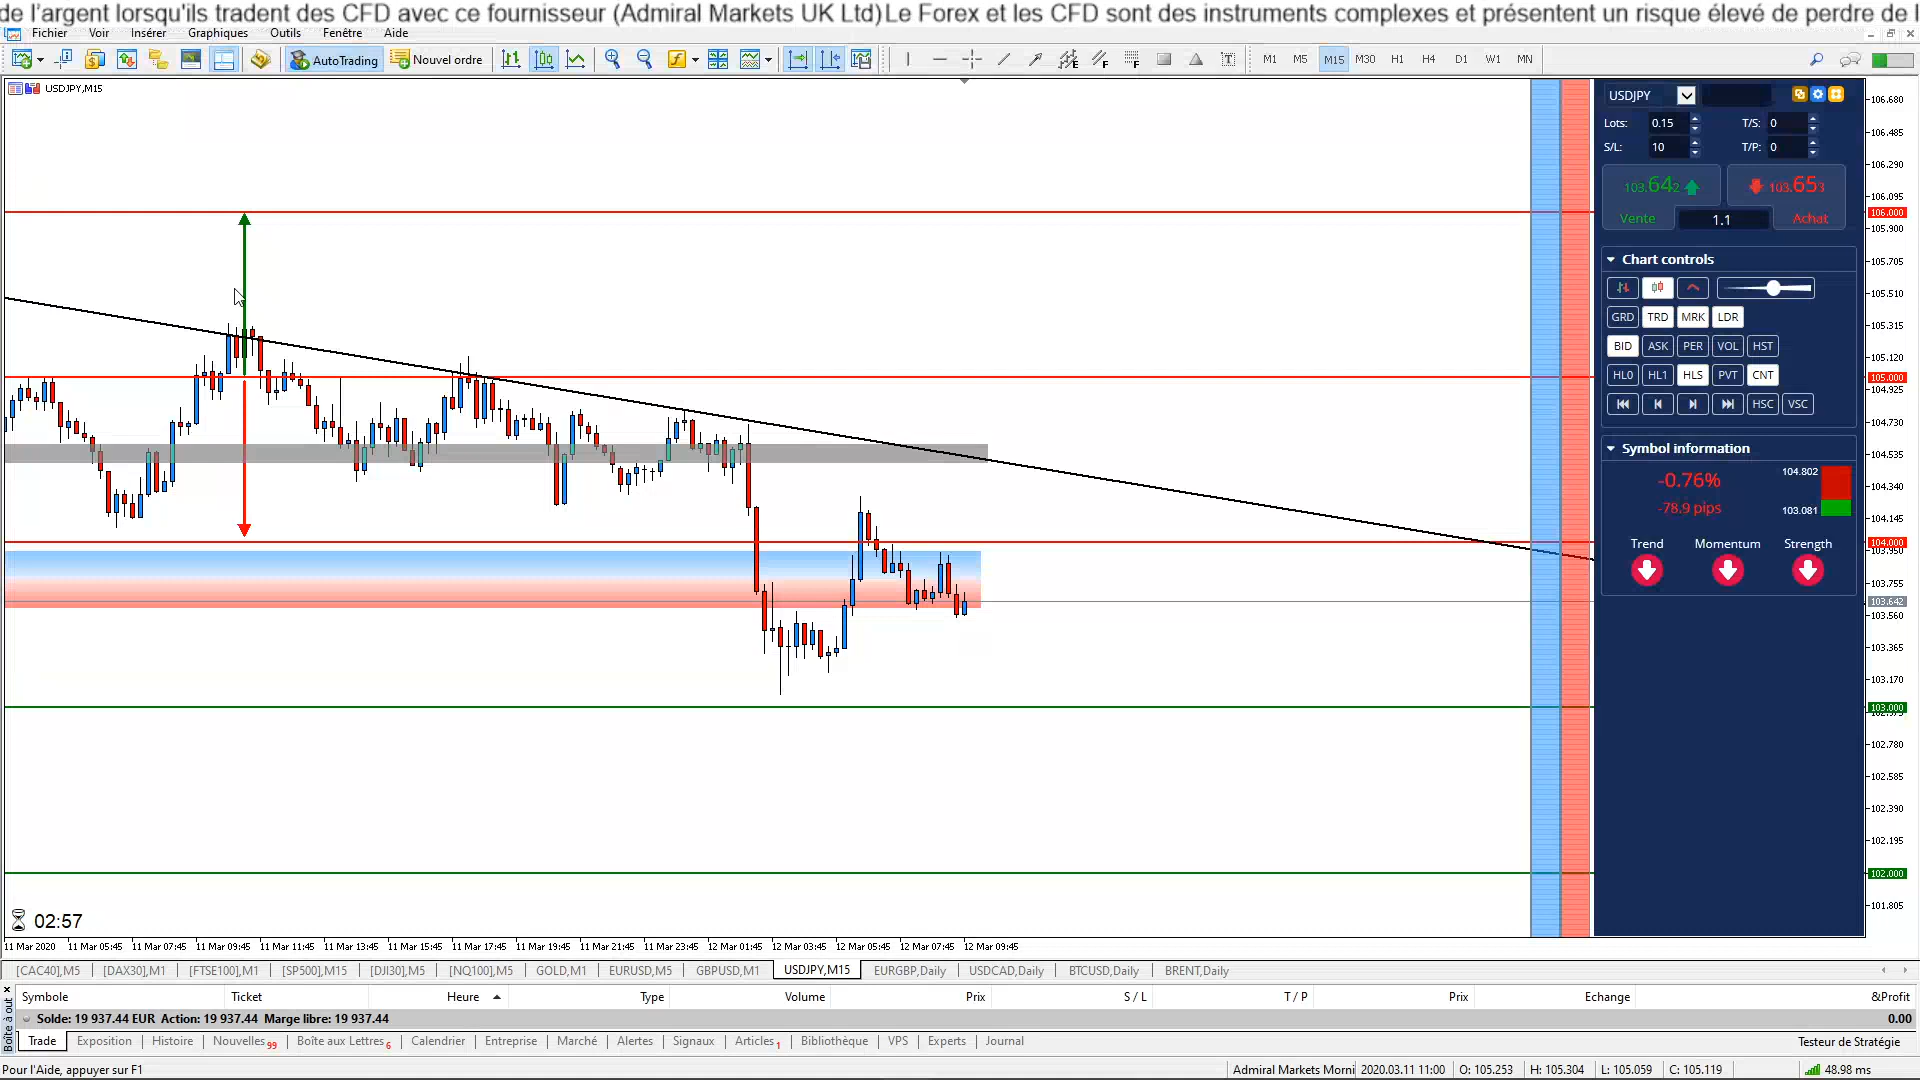 de l'argent lorsqu'ils tradent des CFD avec ce fournisseur (Admiral Markets UK Ltd)Le Forex et les CFD sont des instruments complexes et présentent un risque élevé de perdre de l
Fichier Voir Insérer Graphiques Outils Fenêtre Aide
AutoTrading Nouvel ordre M1 M5 M15 M30 H1 H4 D1 W1 MN
USDJPY,M15
USDJPY
Lots: 0.15 T/S: 0
S/L: 10 T/P: 0
103.642 103.653
Vente 1.1 Achat
Chart controls
GRD TRD MRK LDR
BID ASK PER VOL HST
HL0 HL1 HLS PVT CNT
HSC VSC
Symbol information
-0.76% 104.802
-78.9 pips 103.081
Trend Momentum Strength
106.680
106.485
106.290
106.095
106.000
105.900
105.705
105.510
105.315
105.120
105.000
104.925
104.730
104.535
104.340
104.145
104.000
103.950
103.755
103.642
103.560
103.365
103.170
103.000
102.780
102.585
102.390
102.195
102.000
101.805
02:57
11 Mar 2020 11 Mar 05:45 11 Mar 07:45 11 Mar 09:45 11 Mar 11:45 11 Mar 13:45 11 Mar 15:45 11 Mar 17:45 11 Mar 19:45 11 Mar 21:45 11 Mar 23:45 12 Mar 01:45 12 Mar 03:45 12 Mar 05:45 12 Mar 07:45 12 Mar 09:45
[CAC40],M5 [DAX30],M1 [FTSE100],M1 [SP500],M15 [DJI30],M5 [NQ100],M5 GOLD,M1 EURUSD,M5 GBPUSD,M1 USDJPY,M15 EURGBP,Daily USDCAD,Daily BTCUSD,Daily BRENT,Daily
Symbole Ticket Heure Type Volume Prix S / L T / P Prix Echange &Profit
Solde: 19 937.44 EUR Action: 19 937.44 Marge libre: 19 937.44 0.00
Boîte à out
Trade Exposition Histoire Nouvelles 99 Boîte aux Lettres 6 Calendrier Entreprise Marché Alertes Signaux Articles 1 Bibliothèque VPS Experts Journal Testeur de Stratégie
Pour l'Aide, appuyer sur F1 Admiral Markets Morni 2020.03.11 11:00 O: 105.253 H: 105.304 L: 105.059 C: 105.119 48.98 ms